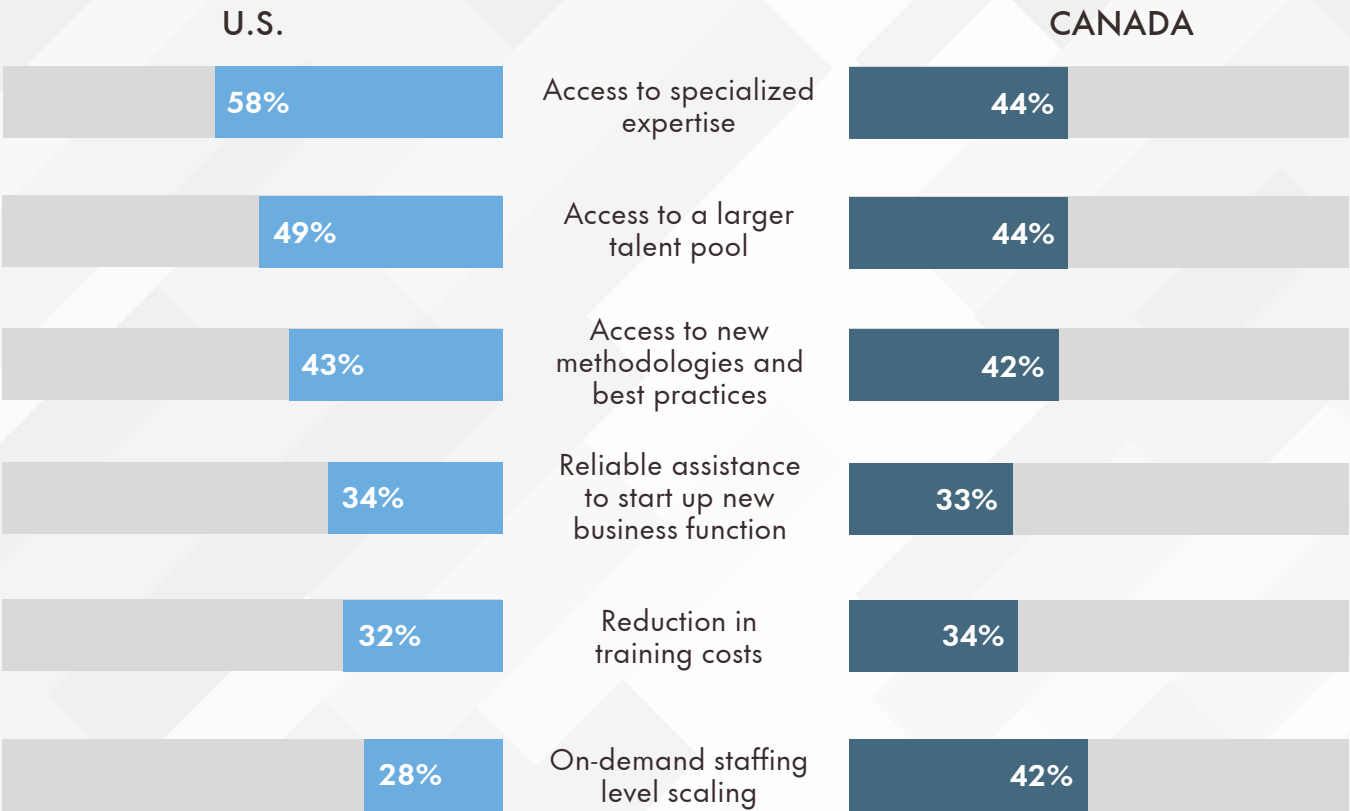 U.S.
CANADA
58%
Access to specialized
expertise
44%
49%
Access to a larger
talent pool
44%
43%
Access to new
methodologies and
best practices
42%
34%
Reliable assistance
to start up new
business function
33%
32%
Reduction in
training costs
34%
28%
On-demand staffing
level scaling
42%